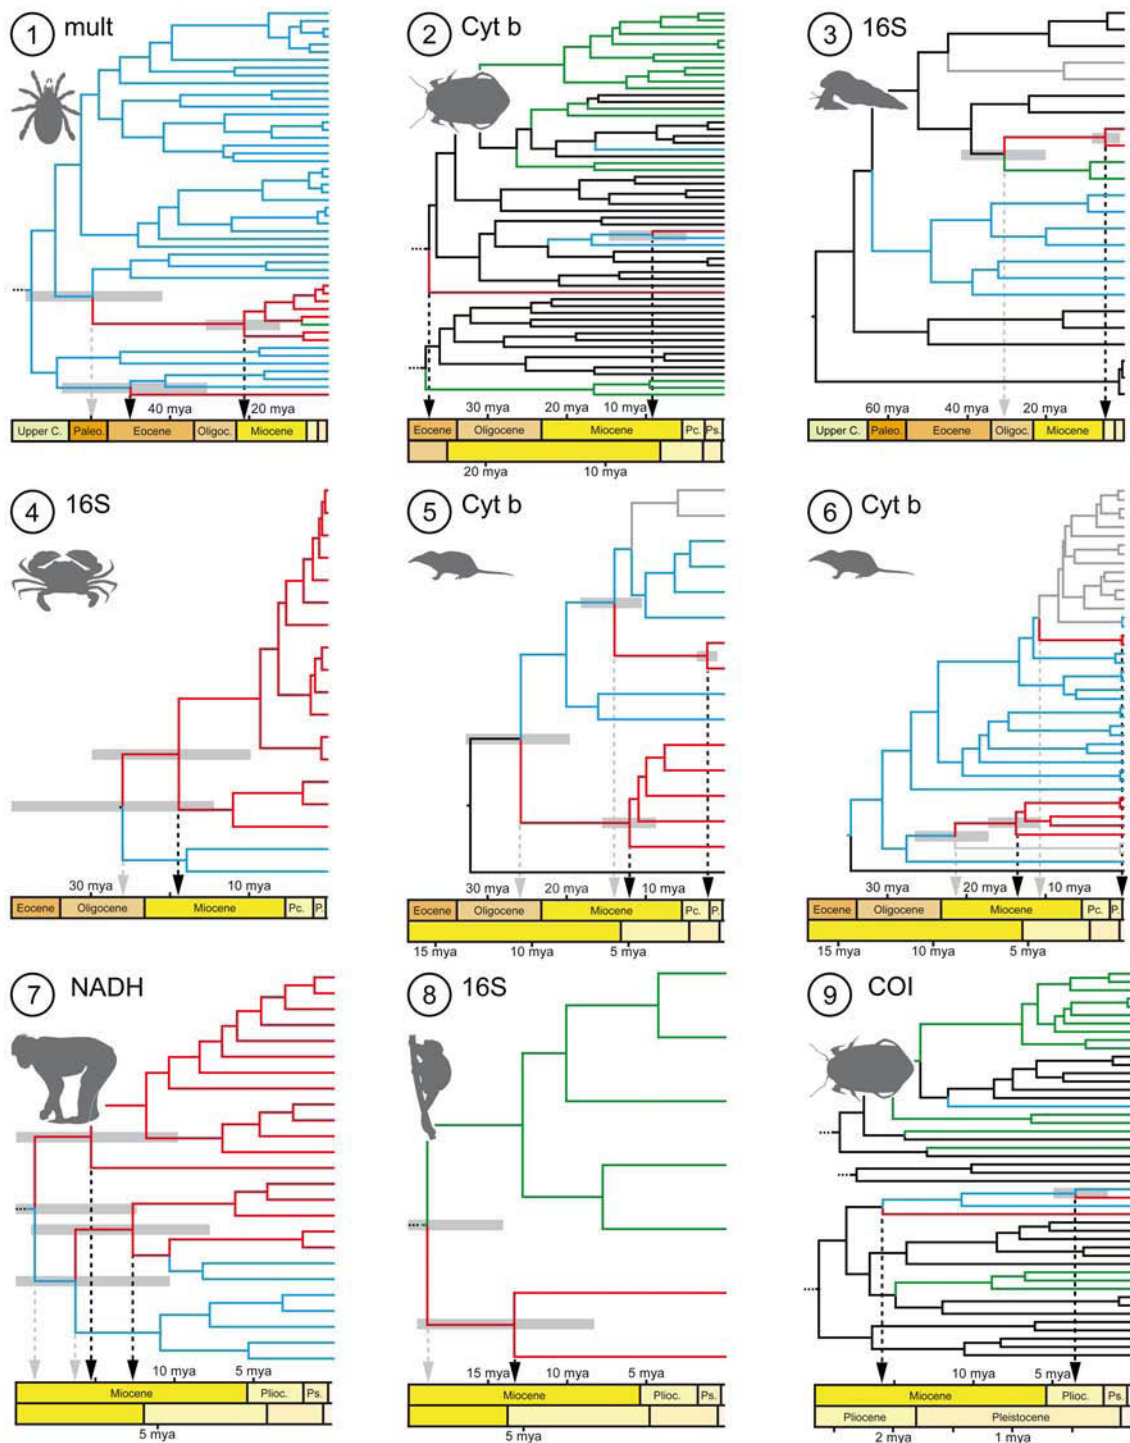 1 mult
40 mya 20 mya
Upper C. Paleo. Eocene Oligoc. Miocene
2 Cyt b
30 mya 20 mya 10 mya
Eocene Oligocene Miocene Pc. Ps.
20 mya 10 mya
3 16S
60 mya 40 mya 20 mya
Upper C. Paleo. Eocene Oligoc. Miocene
4 16S
30 mya 10 mya
Eocene Oligocene Miocene Pc. P.
5 Cyt b
30 mya 20 mya 10 mya
Eocene Oligocene Miocene Pc. P.
15 mya 10 mya 5 mya
6 Cyt b
30 mya 20 mya 10 mya
Eocene Oligocene Miocene Pc. P.
15 mya 10 mya 5 mya
7 NADH
10 mya 5 mya
Miocene Plioc. Ps.
5 mya
8 16S
15 mya 10 mya 5 mya
Miocene Plioc. Ps.
5 mya
9 COI
10 mya 5 mya
Miocene Plioc. Ps.
Pliocene Pleistocene
2 mya 1 mya